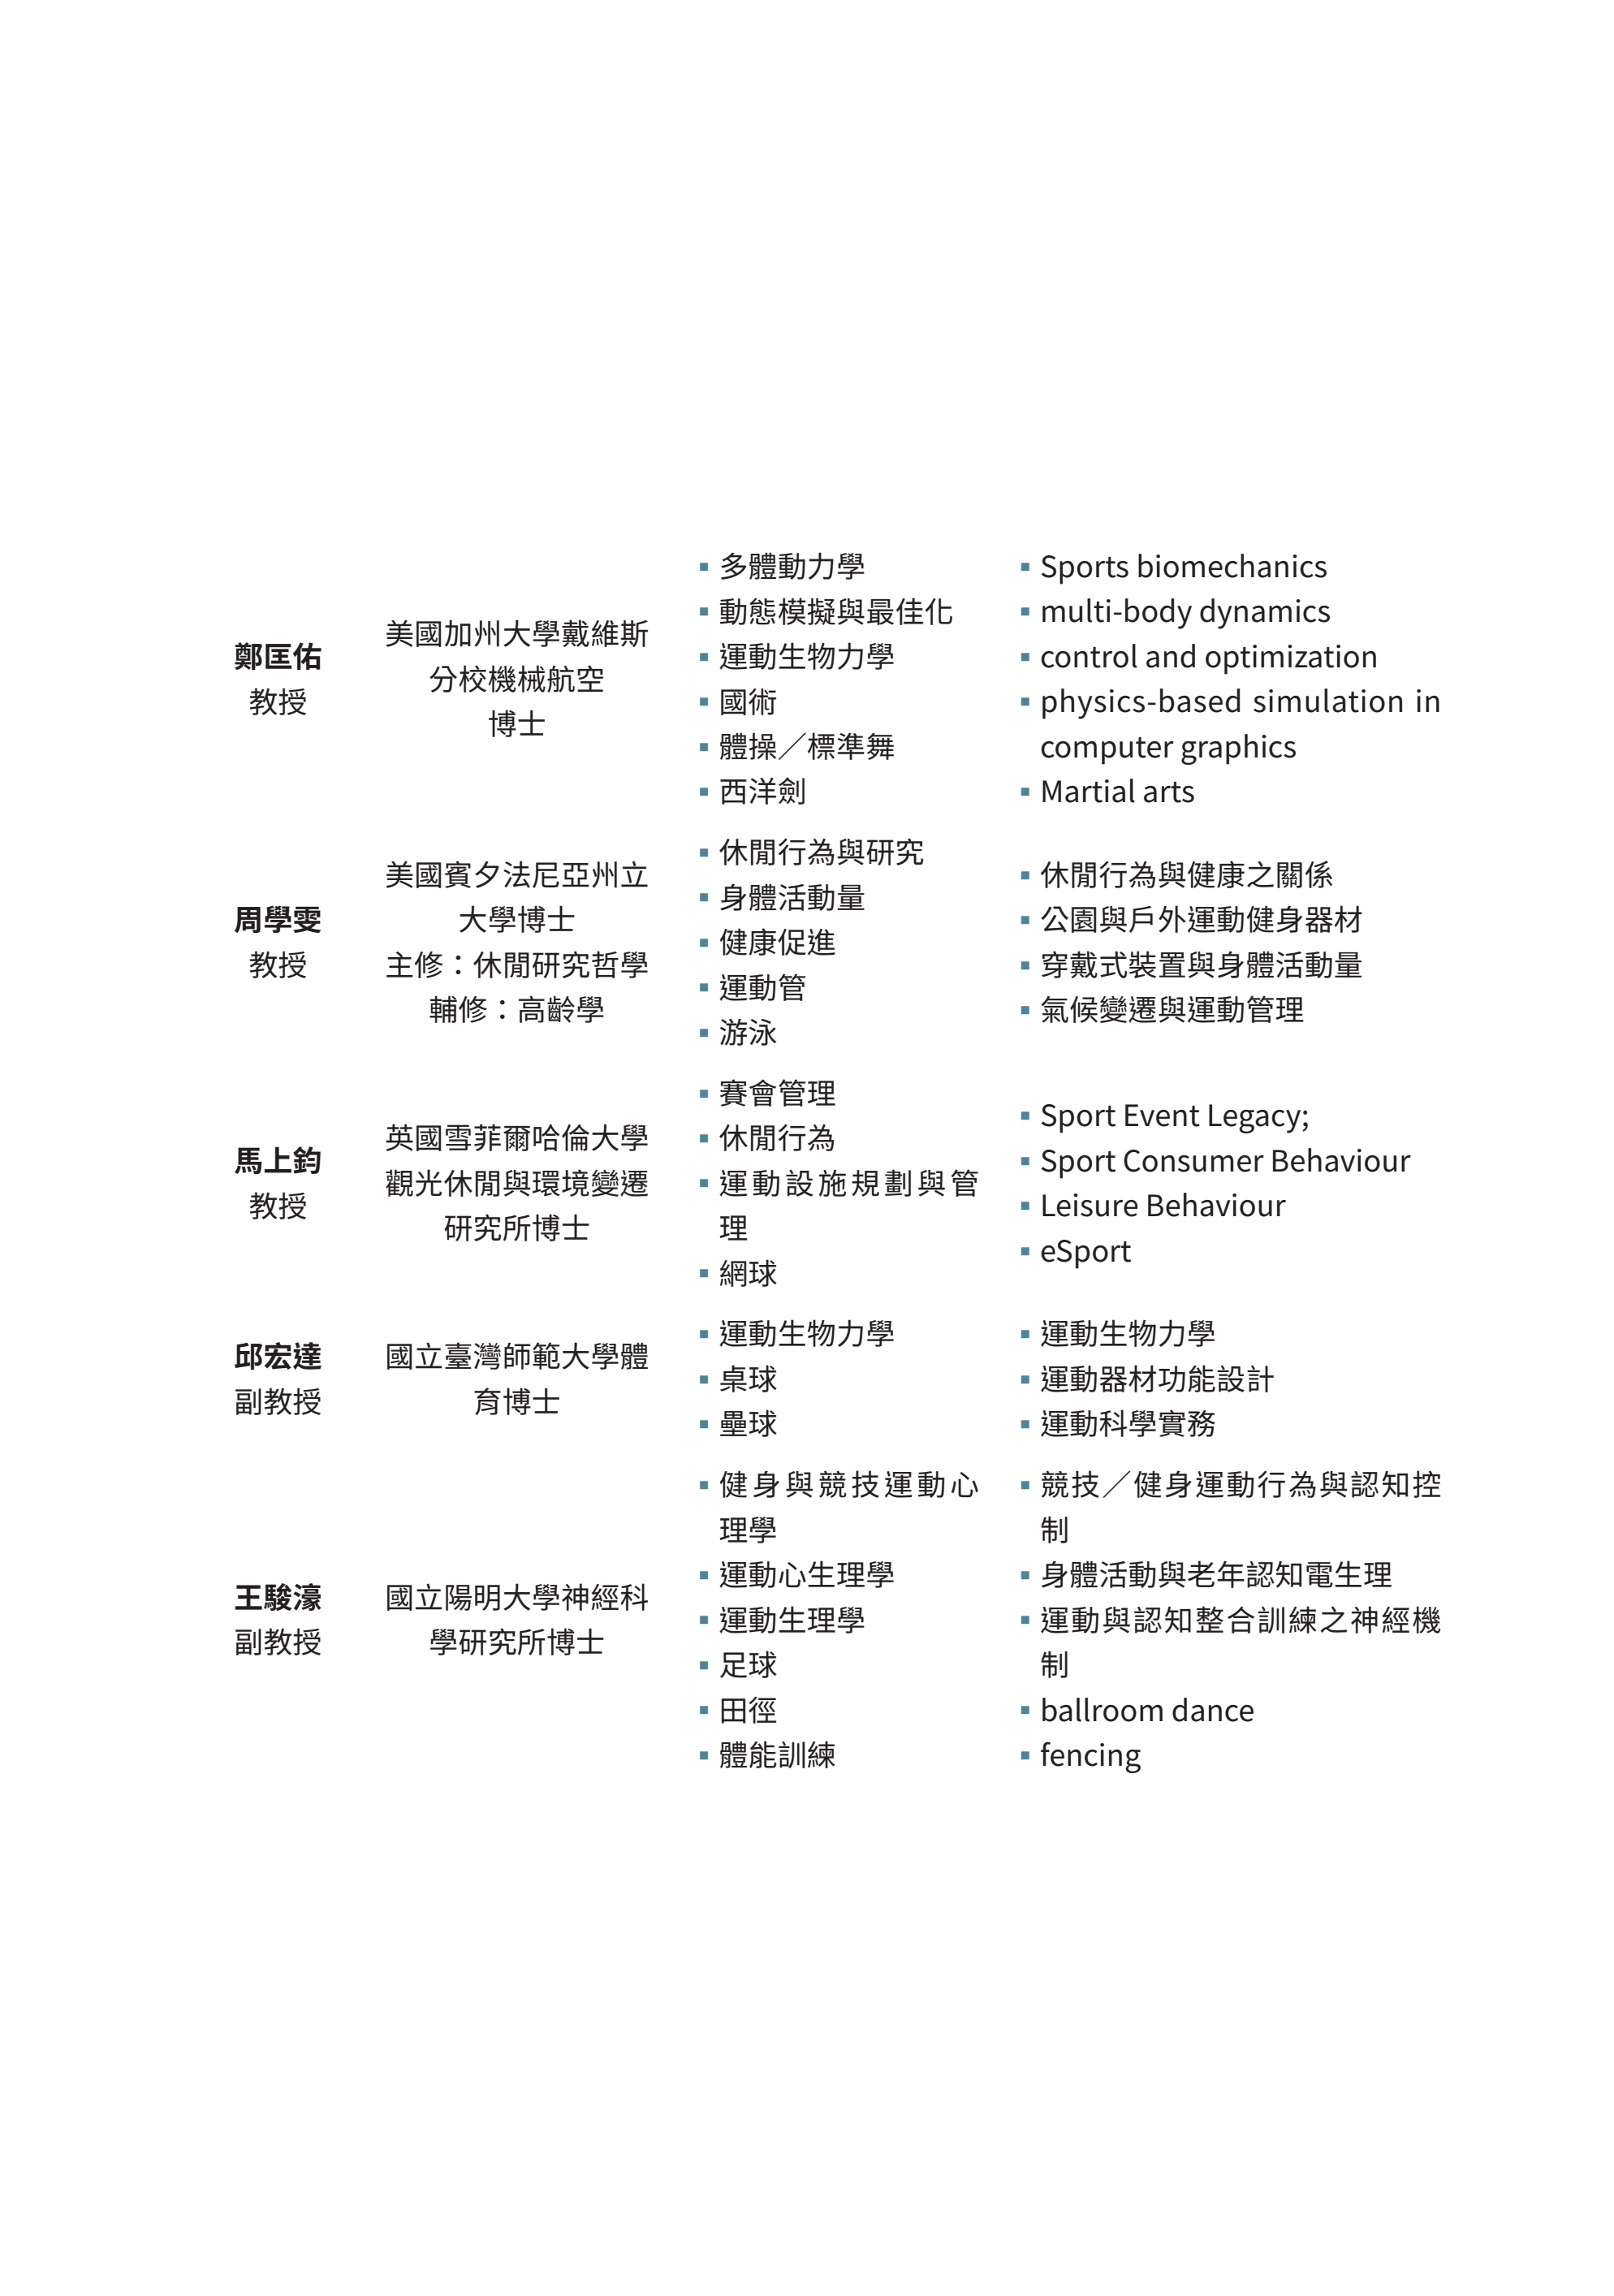 鄭匡佑
教授
美國加州大學戴維斯
分校機械航空
博士
▪ 多體動力學
▪ 動態模擬與最佳化
▪ 運動生物力學
▪ 國術
▪ 體操／標準舞
▪ 西洋劍
▪ Sports biomechanics
▪ multi-body dynamics
▪ control and optimization
▪ physics-based simulation in
computer graphics
▪ Martial arts
周學雯
教授
美國賓夕法尼亞州立
大學博士
主修：休閒研究哲學
輔修：高齡學
▪ 休閒行為與研究
▪ 身體活動量
▪ 健康促進
▪ 運動管
▪ 游泳
▪ 休閒行為與健康之關係
▪ 公園與戶外運動健身器材
▪ 穿戴式裝置與身體活動量
▪ 氣候變遷與運動管理
馬上鈞
教授
英國雪菲爾哈倫大學
觀光休閒與環境變遷
研究所博士
▪ 賽會管理
▪ 休閒行為
▪ 運動設施規劃與管
理
▪ 網球
▪ Sport Event Legacy;
▪ Sport Consumer Behaviour
▪ Leisure Behaviour
▪ eSport
邱宏達
副教授
國立臺灣師範大學體
育博士
▪ 運動生物力學
▪ 桌球
▪ 壘球
▪ 運動生物力學
▪ 運動器材功能設計
▪ 運動科學實務
王駿濠
副教授
國立陽明大學神經科
學研究所博士
▪ 健身與競技運動心
理學
▪ 運動心生理學
▪ 運動生理學
▪ 足球
▪ 田徑
▪ 體能訓練
▪ 競技／健身運動行為與認知控
制
▪ 身體活動與老年認知電生理
▪ 運動與認知整合訓練之神經機
制
▪ ballroom dance
▪ fencing